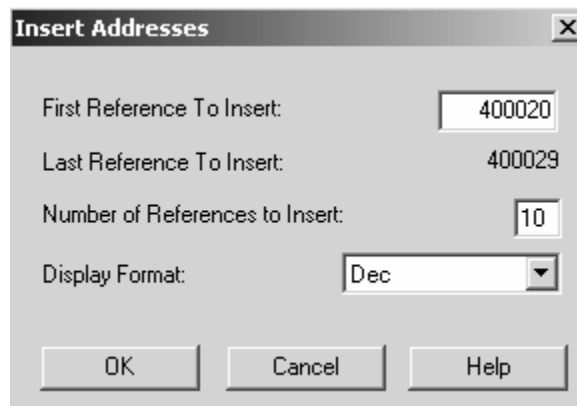 Insert Addresses
First Reference To Insert: 400020
Last Reference To Insert: 400029
Number of References to Insert: 10
Display Format: Dec
OK Cancel Help